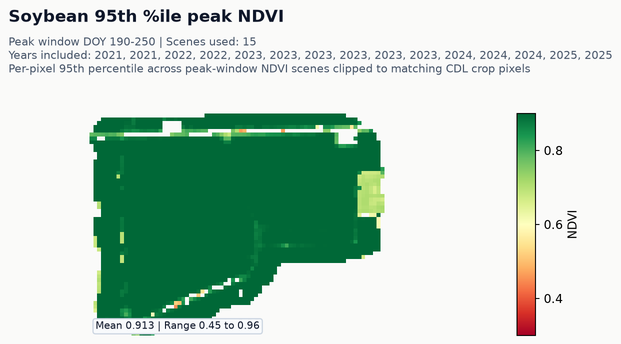 Soybean 95th %ile peak NDVI
Peak window DOY 190-250 | Scenes used: 15
Years included: 2021, 2021, 2022, 2022, 2023, 2023, 2023, 2023, 2023, 2023, 2024, 2024, 2024, 2025, 2025
Per-pixel 95th percentile across peak-window NDVI scenes clipped to matching CDL crop pixels
0.8
0.6
0.4
NDVI
Mean 0.913 | Range 0.45 to 0.96